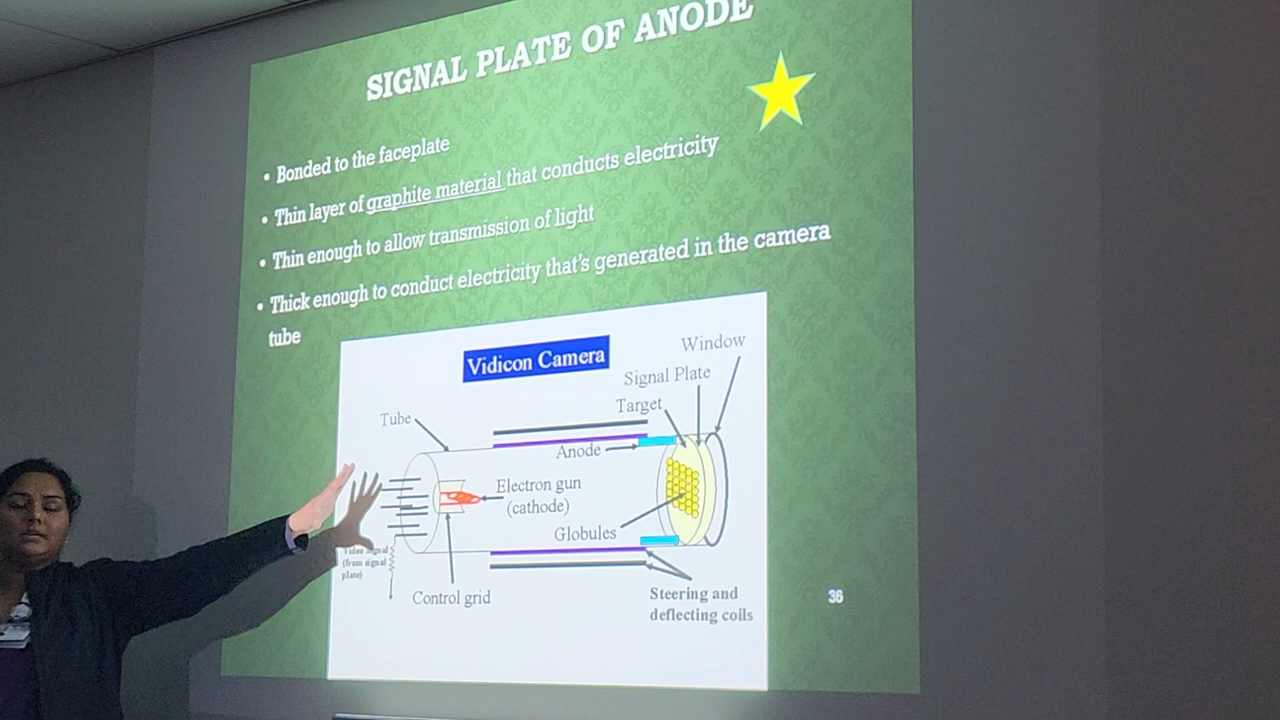 SIGNAL PLATE OF ANODE
• Bonded to the faceplate
• Thin layer of graphite material that conducts electricity
• Thin enough to allow transmission of light
• Thick enough to conduct electricity that's generated in the camera
tube
Vidicon Camera
Window
Signal Plate
Target
Tube
Anode
Electron gun
(cathode)
Globules
Video signal
(from signal
plate)
Control grid
Steering and
deflecting coils
36